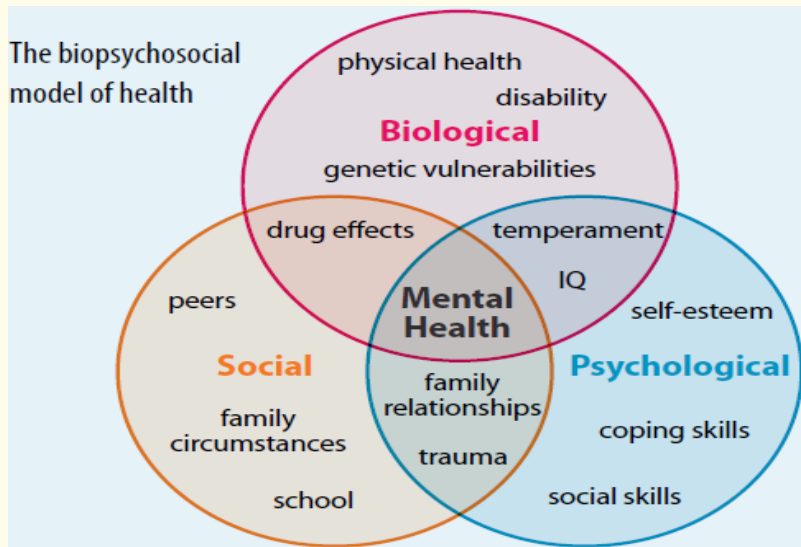 The biopsychosocial
model of health
physical health
disability
Biological
genetic vulnerabilities
drug effects
temperament
IQ
peers
Mental
Health
self-esteem
Social
Psychological
family
relationships
family
circumstances
coping skills
trauma
school
social skills